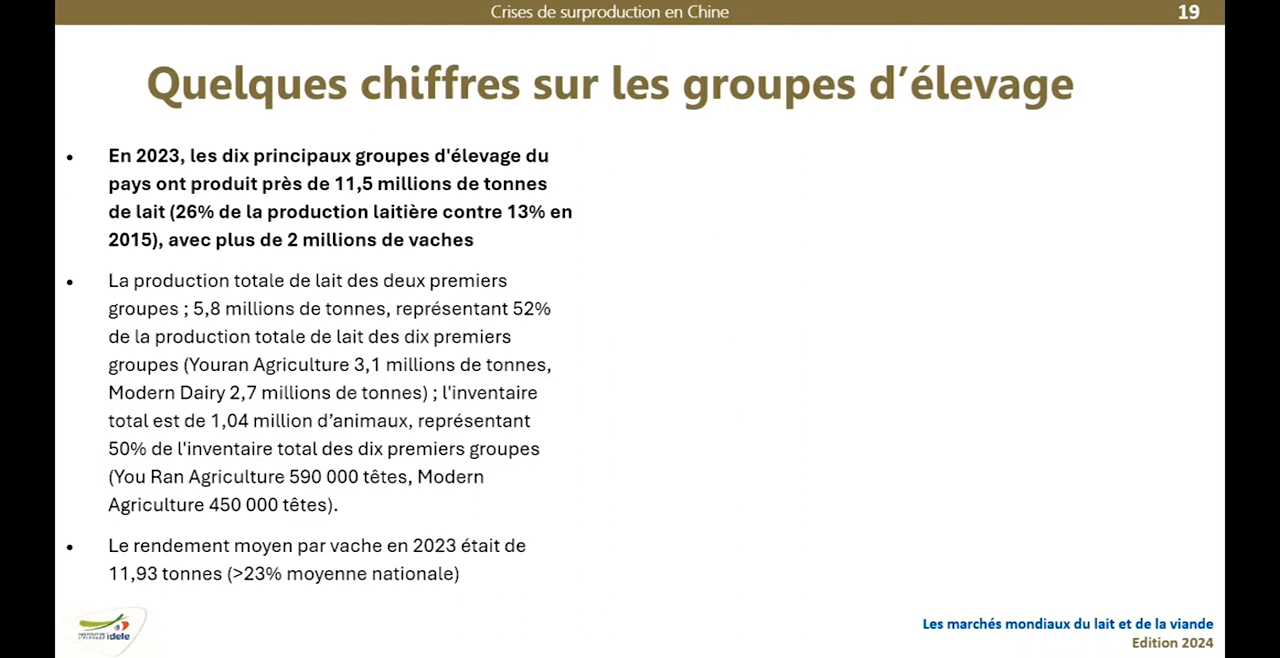 Crises de surproduction en Chine
19
Quelques chiffres sur les groupes d’élevage
• En 2023, les dix principaux groupes d'élevage du
pays ont produit près de 11,5 millions de tonnes
de lait (26% de la production laitière contre 13% en
2015), avec plus de 2 millions de vaches
• La production totale de lait des deux premiers
groupes ; 5,8 millions de tonnes, représentant 52%
de la production totale de lait des dix premiers
groupes (Youran Agriculture 3,1 millions de tonnes,
Modern Dairy 2,7 millions de tonnes) ; l'inventaire
total est de 1,04 million d’animaux, représentant
50% de l'inventaire total des dix premiers groupes
(You Ran Agriculture 590 000 têtes, Modern
Agriculture 450 000 têtes).
• Le rendement moyen par vache en 2023 était de
11,93 tonnes (>23% moyenne nationale)
idele
Les marchés mondiaux du lait et de la viande
Edition 2024